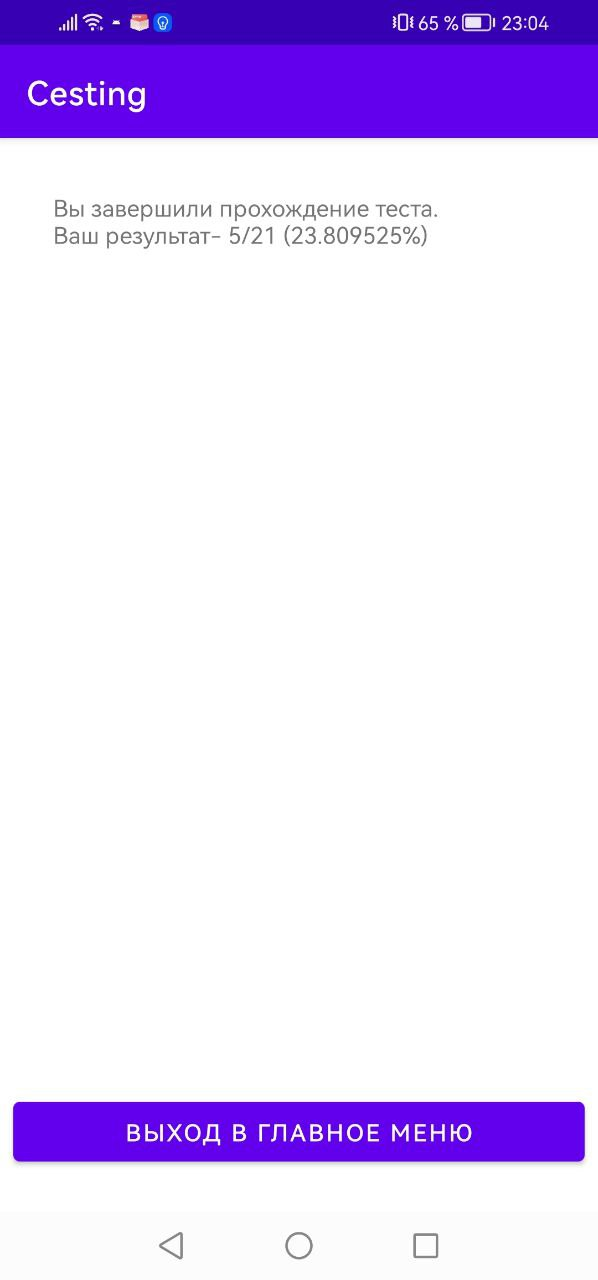 65 % 23:04
Cesting
Вы завершили прохождение теста.
Ваш результат- 5/21 (23.809525%)
ВЫХОД В ГЛАВНОЕ МЕНЮ